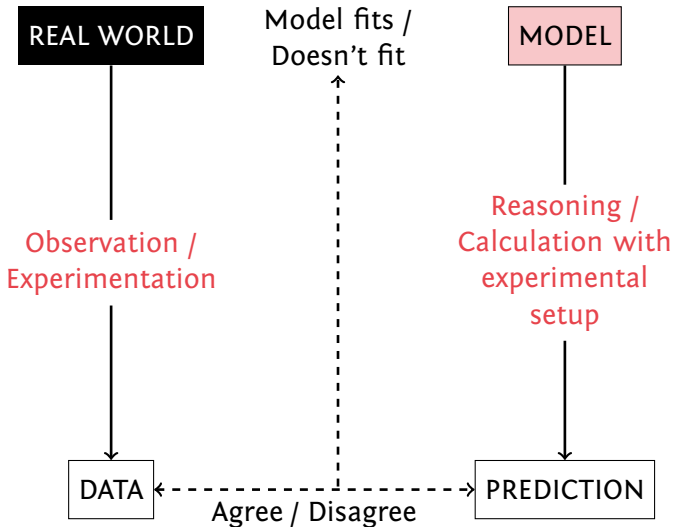 REAL WORLD
Model fits /
Doesn't fit
MODEL
Observation /
Experimentation
Reasoning /
Calculation with
experimental
setup
DATA
Agree / Disagree
PREDICTION